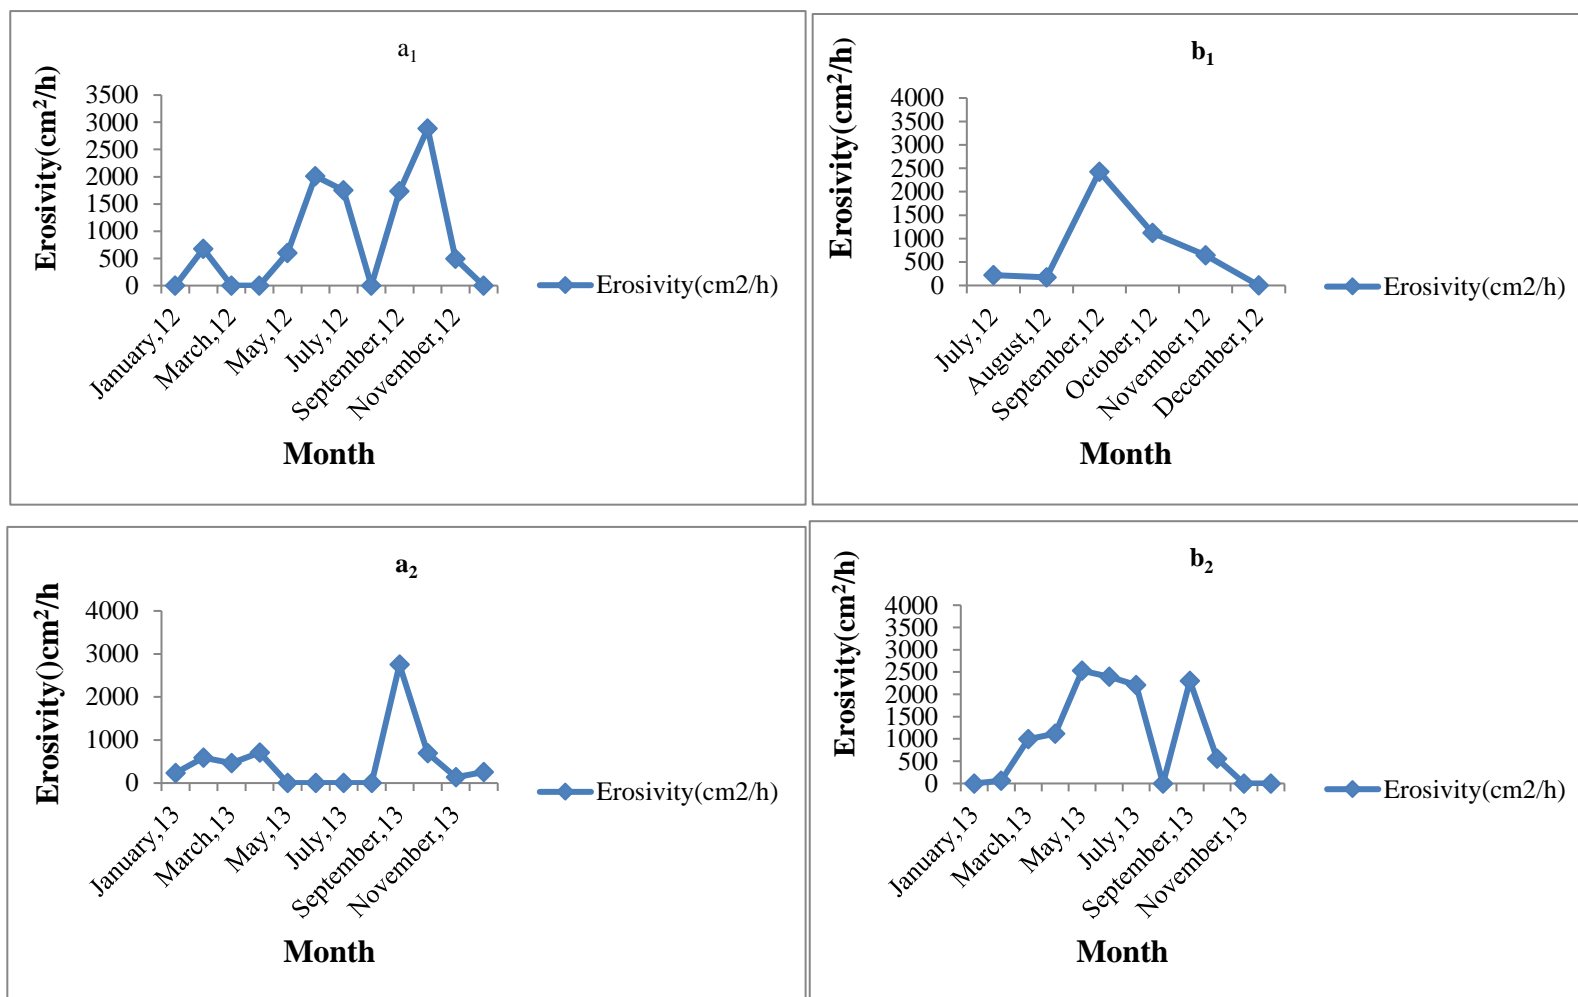 a₁
Erosivity(cm²/h)
3500
3000
2500
2000
1500
1000
500
0
January,12
March,12
May,12
July,12
September,12
November,12
Month
Erosivity(cm2/h)
b₁
Erosivity(cm²/h)
4000
3500
3000
2500
2000
1500
1000
500
0
July,12
August,12
September,12
October,12
November,12
December,12
Month
Erosivity(cm2/h)
a₂
Erosivity()cm²/h
4000
3000
2000
1000
0
January,13
March,13
May,13
July,13
September,13
November,13
Month
Erosivity(cm2/h)
b₂
Erosivity(cm²/h)
4000
3500
3000
2500
2000
1500
1000
500
0
January,13
March,13
May,13
July,13
September,13
November,13
Month
Erosivity(cm2/h)